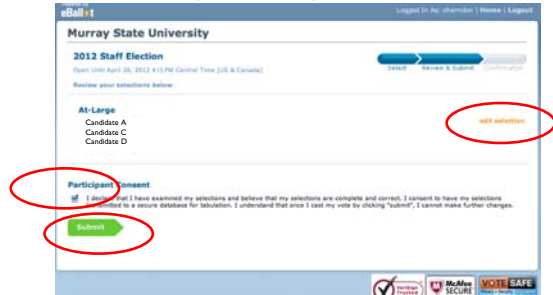 eBallot
Logged In As: sherndon | Home | Logout
Murray State University
2012 Staff Election
Open Until April 26, 2012 4:15 PM Central Time [US & Canada]
Select Review & Submit Confirmation
Review your selections below
At-Large
Candidate A
edit selection
Candidate C
Candidate D
Participant Consent
I declare that I have examined my selections and believe that my selections are complete and correct. I consent to have my selections
transmitted to a secure database for tabulation. I understand that once I cast my vote by clicking "submit", I cannot make further changes.
Submit
VeriSign
Trusted
McAfee
SECURE
VOTE SAFE